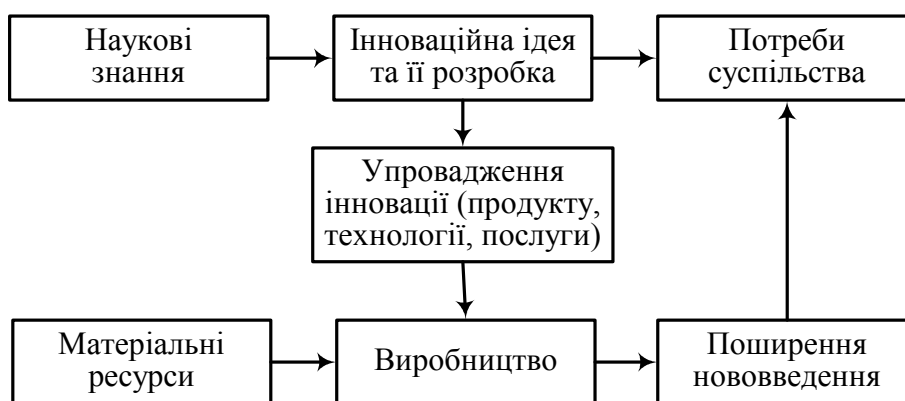 Наукові
знання
Інноваційна ідея
та її розробка
Потреби
суспільства
Упровадження
інновації (продукту,
технології, послуги)
Матеріальні
ресурси
Виробництво
Поширення
нововведення